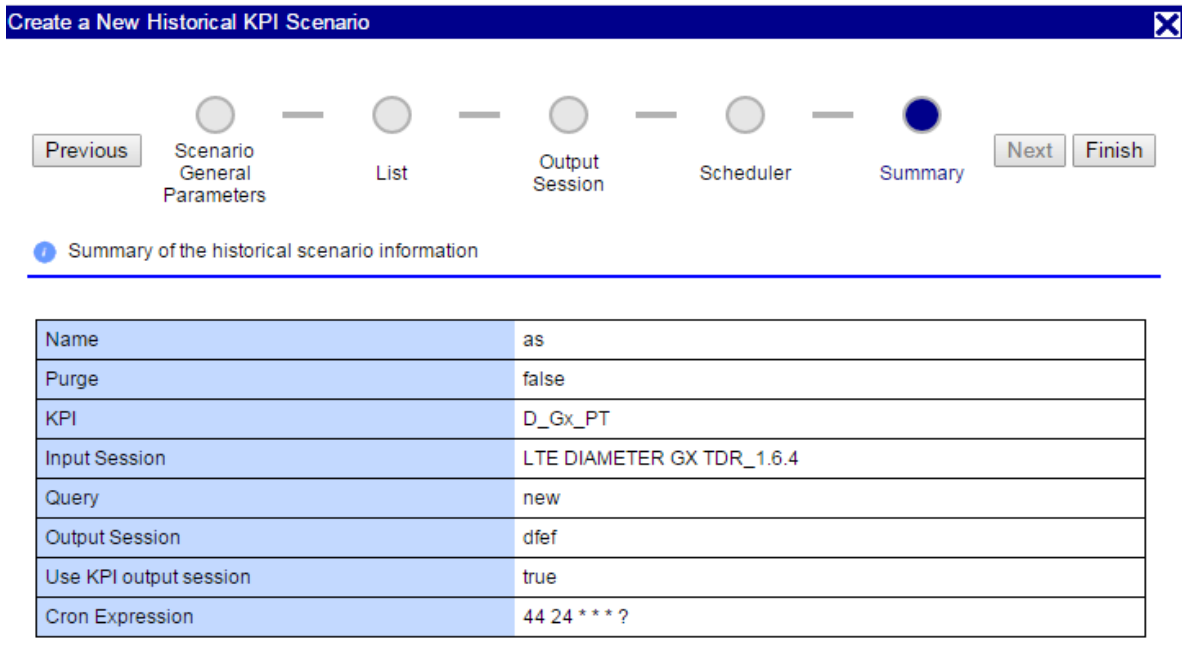 Create a New Historical KPI Scenario
Previous
Scenario
General
Parameters
List
Output
Session
Scheduler
Summary
Next
Finish
i Summary of the historical scenario information
Name as
Purge false
KPI D_Gx_PT
Input Session LTE DIAMETER GX TDR_1.6.4
Query new
Output Session dfef
Use KPI output session true
Cron Expression 44 24 * * * ?